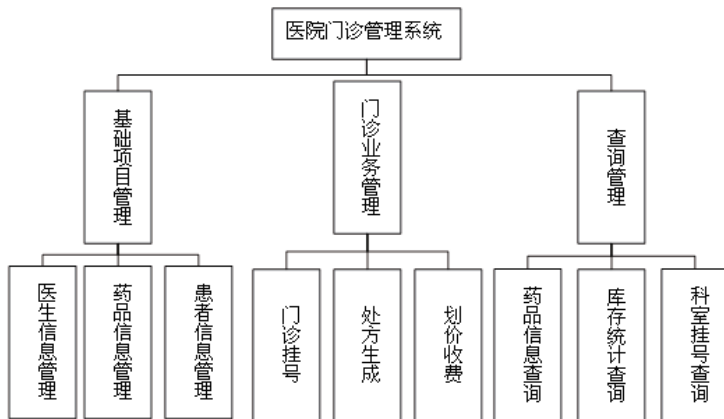 医院门诊管理系统
基础项目管理
门诊业务管理
查询管理
医生信息管理
药品信息管理
患者信息管理
门诊挂号
处方生成
划价收费
药品信息查询
库存统计查询
科室挂号查询